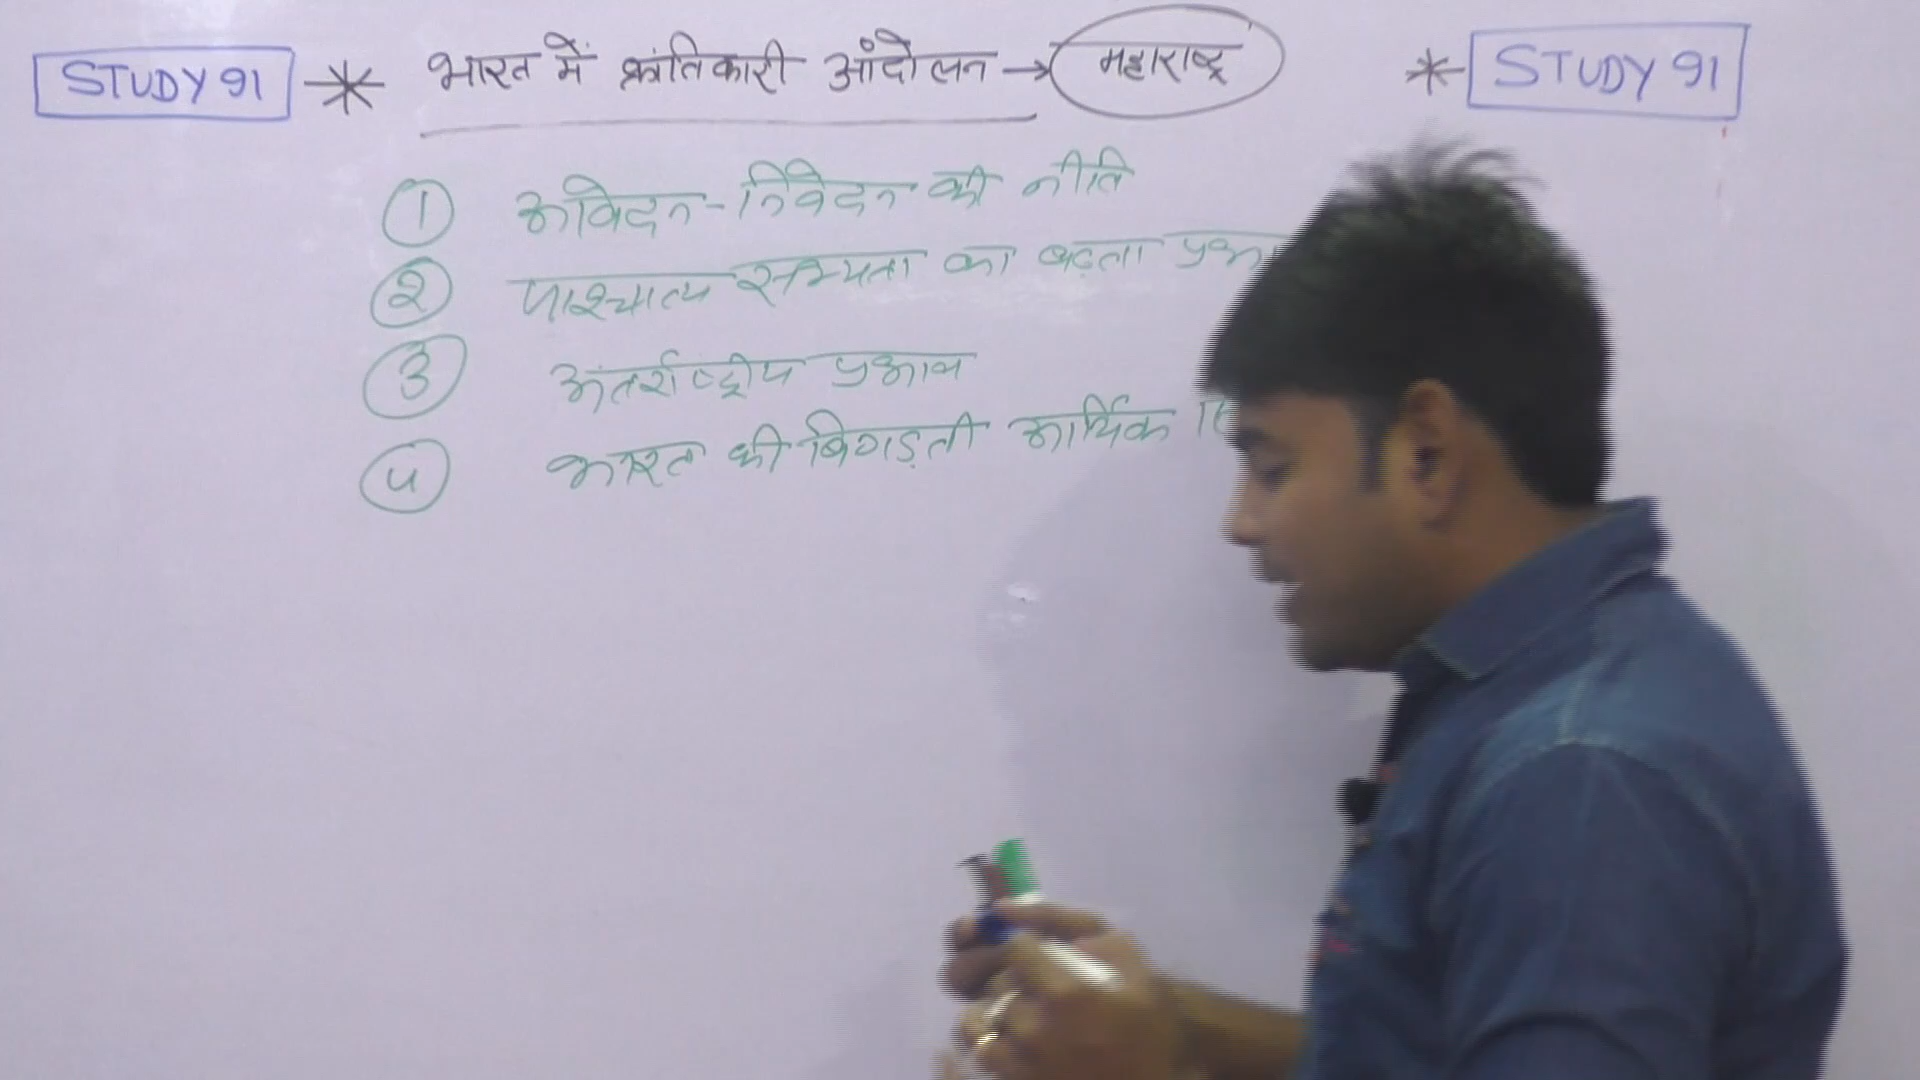 STUDY 91 * भारत में क्रांतिकारी आंदोलन → महाराष्ट्र * STUDY 91
① आवेदन-निवेदन की नीति
② पाश्चात्य सभ्यता का बढ़ता
③ अंतर्राष्ट्रीय प्रभाव
④ भारत की बिगड़ती आर्थिक